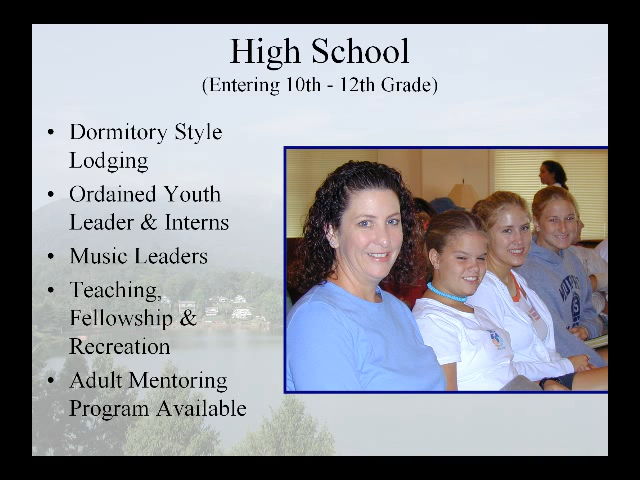 High School
(Entering 10th - 12th Grade)
• Dormitory Style
Lodging
• Ordained Youth
Leader & Interns
• Music Leaders
• Teaching,
Fellowship &
Recreation
• Adult Mentoring
Program Available